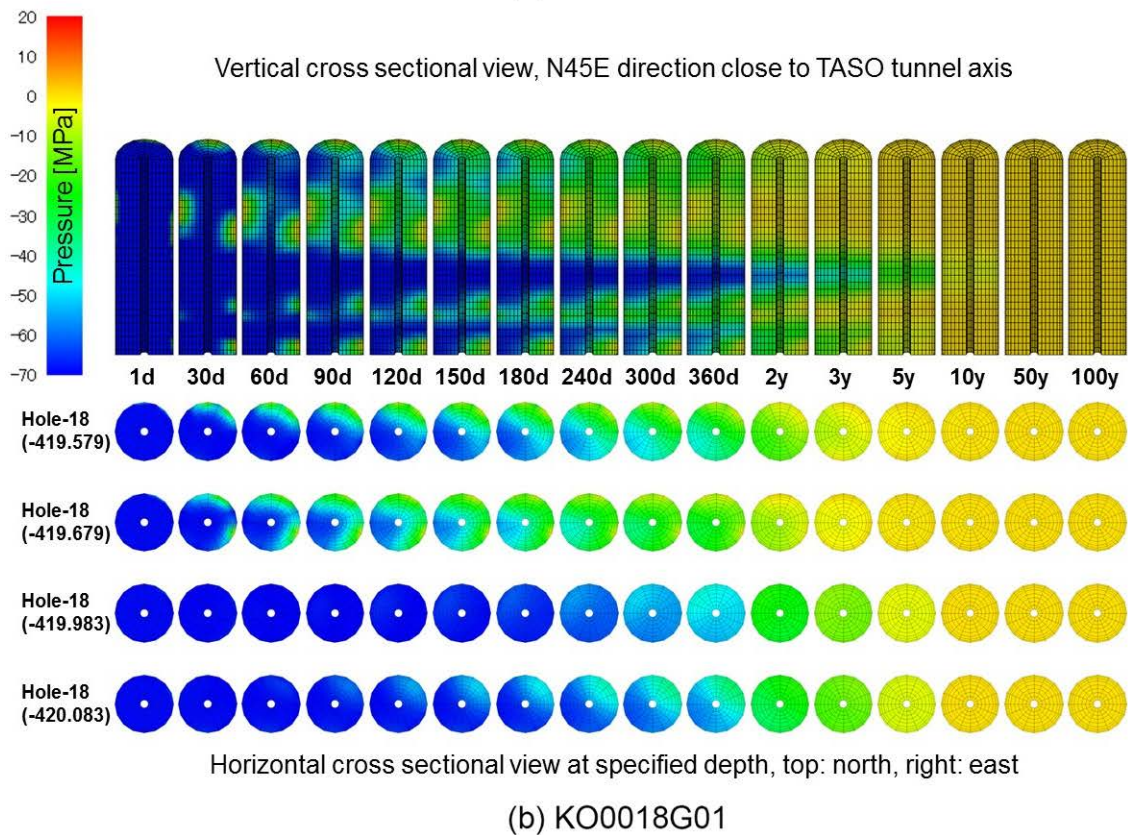 20
10
0
-10
-20
-30
-40
-50
-60
-70
Pressure [MPa]
Vertical cross sectional view, N45E direction close to TASO tunnel axis
1d 30d 60d 90d 120d 150d 180d 240d 300d 360d 2y 3y 5y 10y 50y 100y
Hole-18
(-419.579)
Hole-18
(-419.679)
Hole-18
(-419.983)
Hole-18
(-420.083)
Horizontal cross sectional view at specified depth, top: north, right: east
(b) KO0018G01